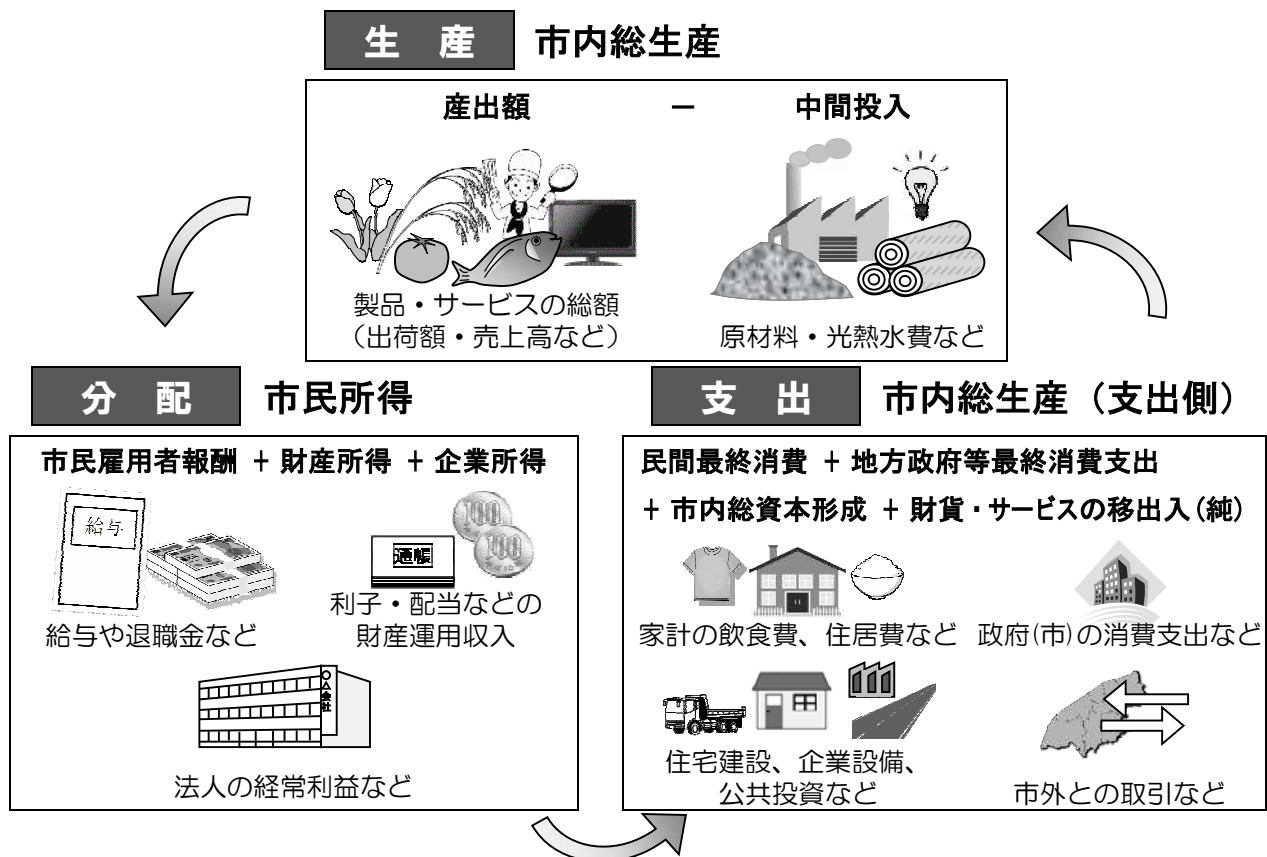 生 産 市内総生産
産出額 － 中間投入
製品・サービスの総額
（出荷額・売上高など）
原材料・光熱水費など
分 配 市民所得
市民雇用者報酬 + 財産所得 + 企業所得
給与
通帳
100
100
給与や退職金など
利子・配当などの
財産運用収入
〇△会社
法人の経常利益など
支 出 市内総生産（支出側）
民間最終消費 + 地方政府等最終消費支出
+ 市内総資本形成 + 財貨・サービスの移出入（純）
家計の飲食費、住居費など
政府(市)の消費支出など
住宅建設、企業設備、
公共投資など
市外との取引など